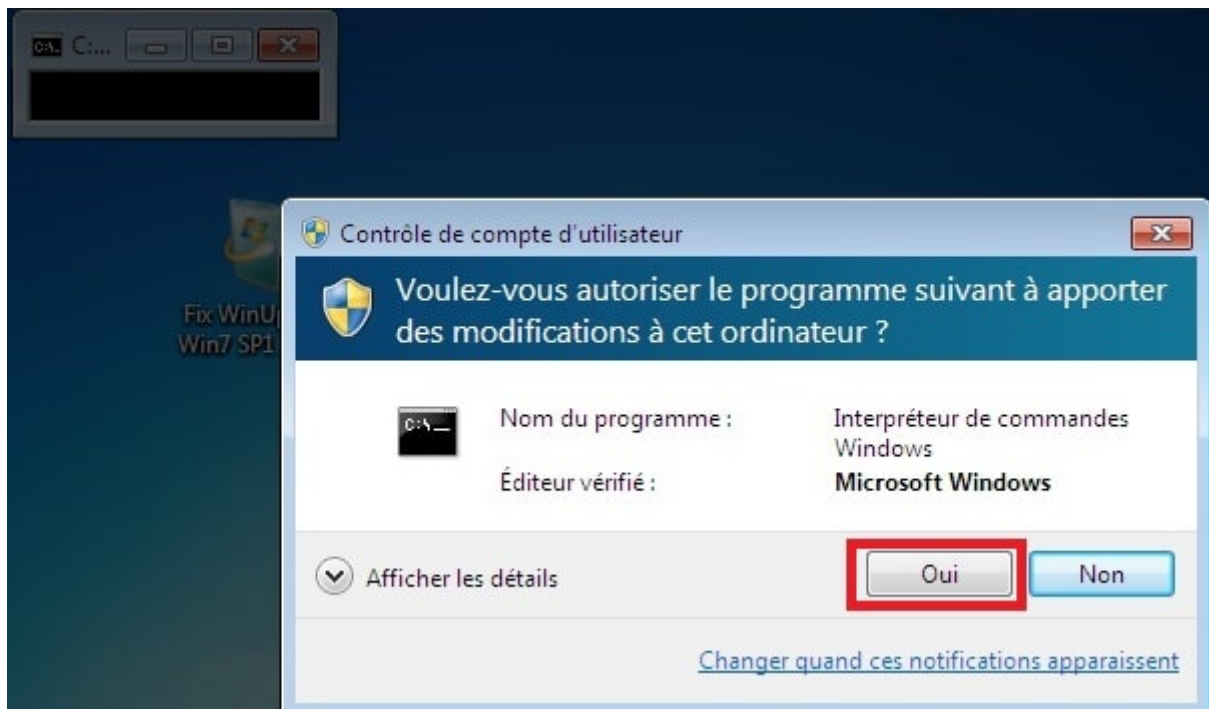 C:...
Fix WinU
Win7 SP1
Contrôle de compte d'utilisateur
Voulez-vous autoriser le programme suivant à apporter
des modifications à cet ordinateur ?
Nom du programme :
Interpréteur de commandes
Windows
Éditeur vérifié :
Microsoft Windows
Afficher les détails
Oui
Non
Changer quand ces notifications apparaissent